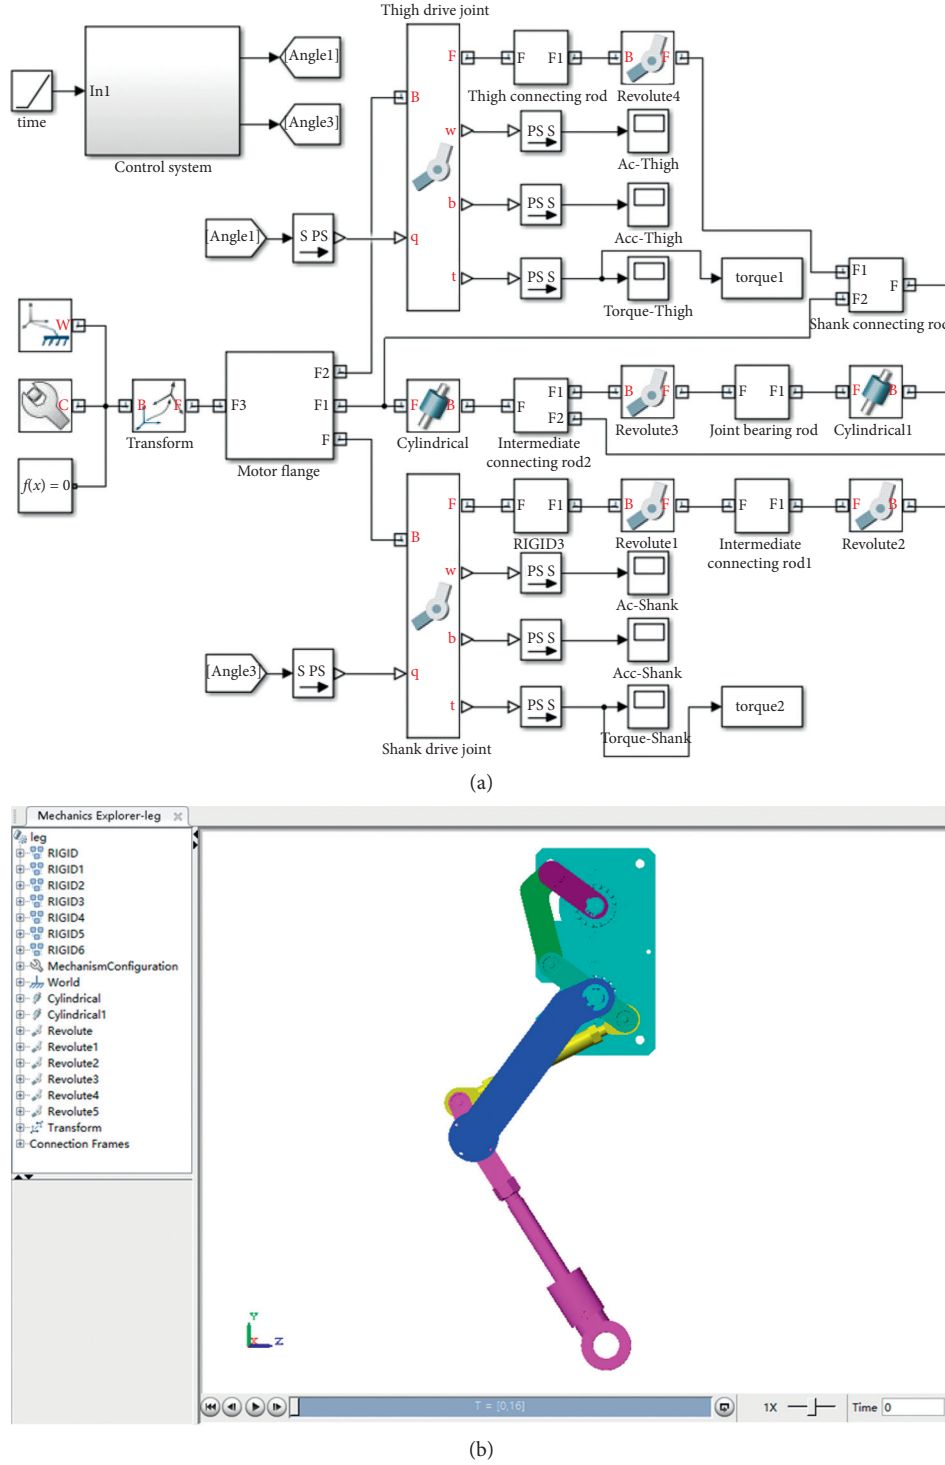 Thigh drive joint
[Angle1]
F
F
F1
B
F
In1
B
Thigh connecting rod
Revolute4
time
[Angle3]
w
PS S
Control system
Ac-Thigh
b
PS S
[Angle1]
S PS
q
Acc-Thigh
F1
t
PS S
torque1
F
F2
W
Torque-Thigh
F2
F1
C
B
F
F3
F1
F
B
F
F2
B
F
F
F1
F
B
Transform
F
Cylindrical
Intermediate
connecting rod2
Revolute3
Joint bearing rod
Cylindrical1
Motor flange
f(x) = 0
F
F
F1
B
F
F
F1
F
B
B
RIGID3
Revolute1
Intermediate
connecting rod1
Revolute2
w
PS S
Ac-Shank
b
PS S
[Angle3]
S PS
q
Acc-Shank
t
PS S
torque2
Torque-Shank
Shank drive joint
(a)
Mechanics Explorer-leg
leg
RIGID
RIGID1
RIGID2
RIGID3
RIGID4
RIGID5
RIGID6
MechanismConfiguration
World
Cylindrical
Cylindrical1
Revolute
Revolute1
Revolute2
Revolute3
Revolute4
Revolute5
Transform
Connection Frames
Y
X
Z
T = [0,16]
1X
Time 0
(b)